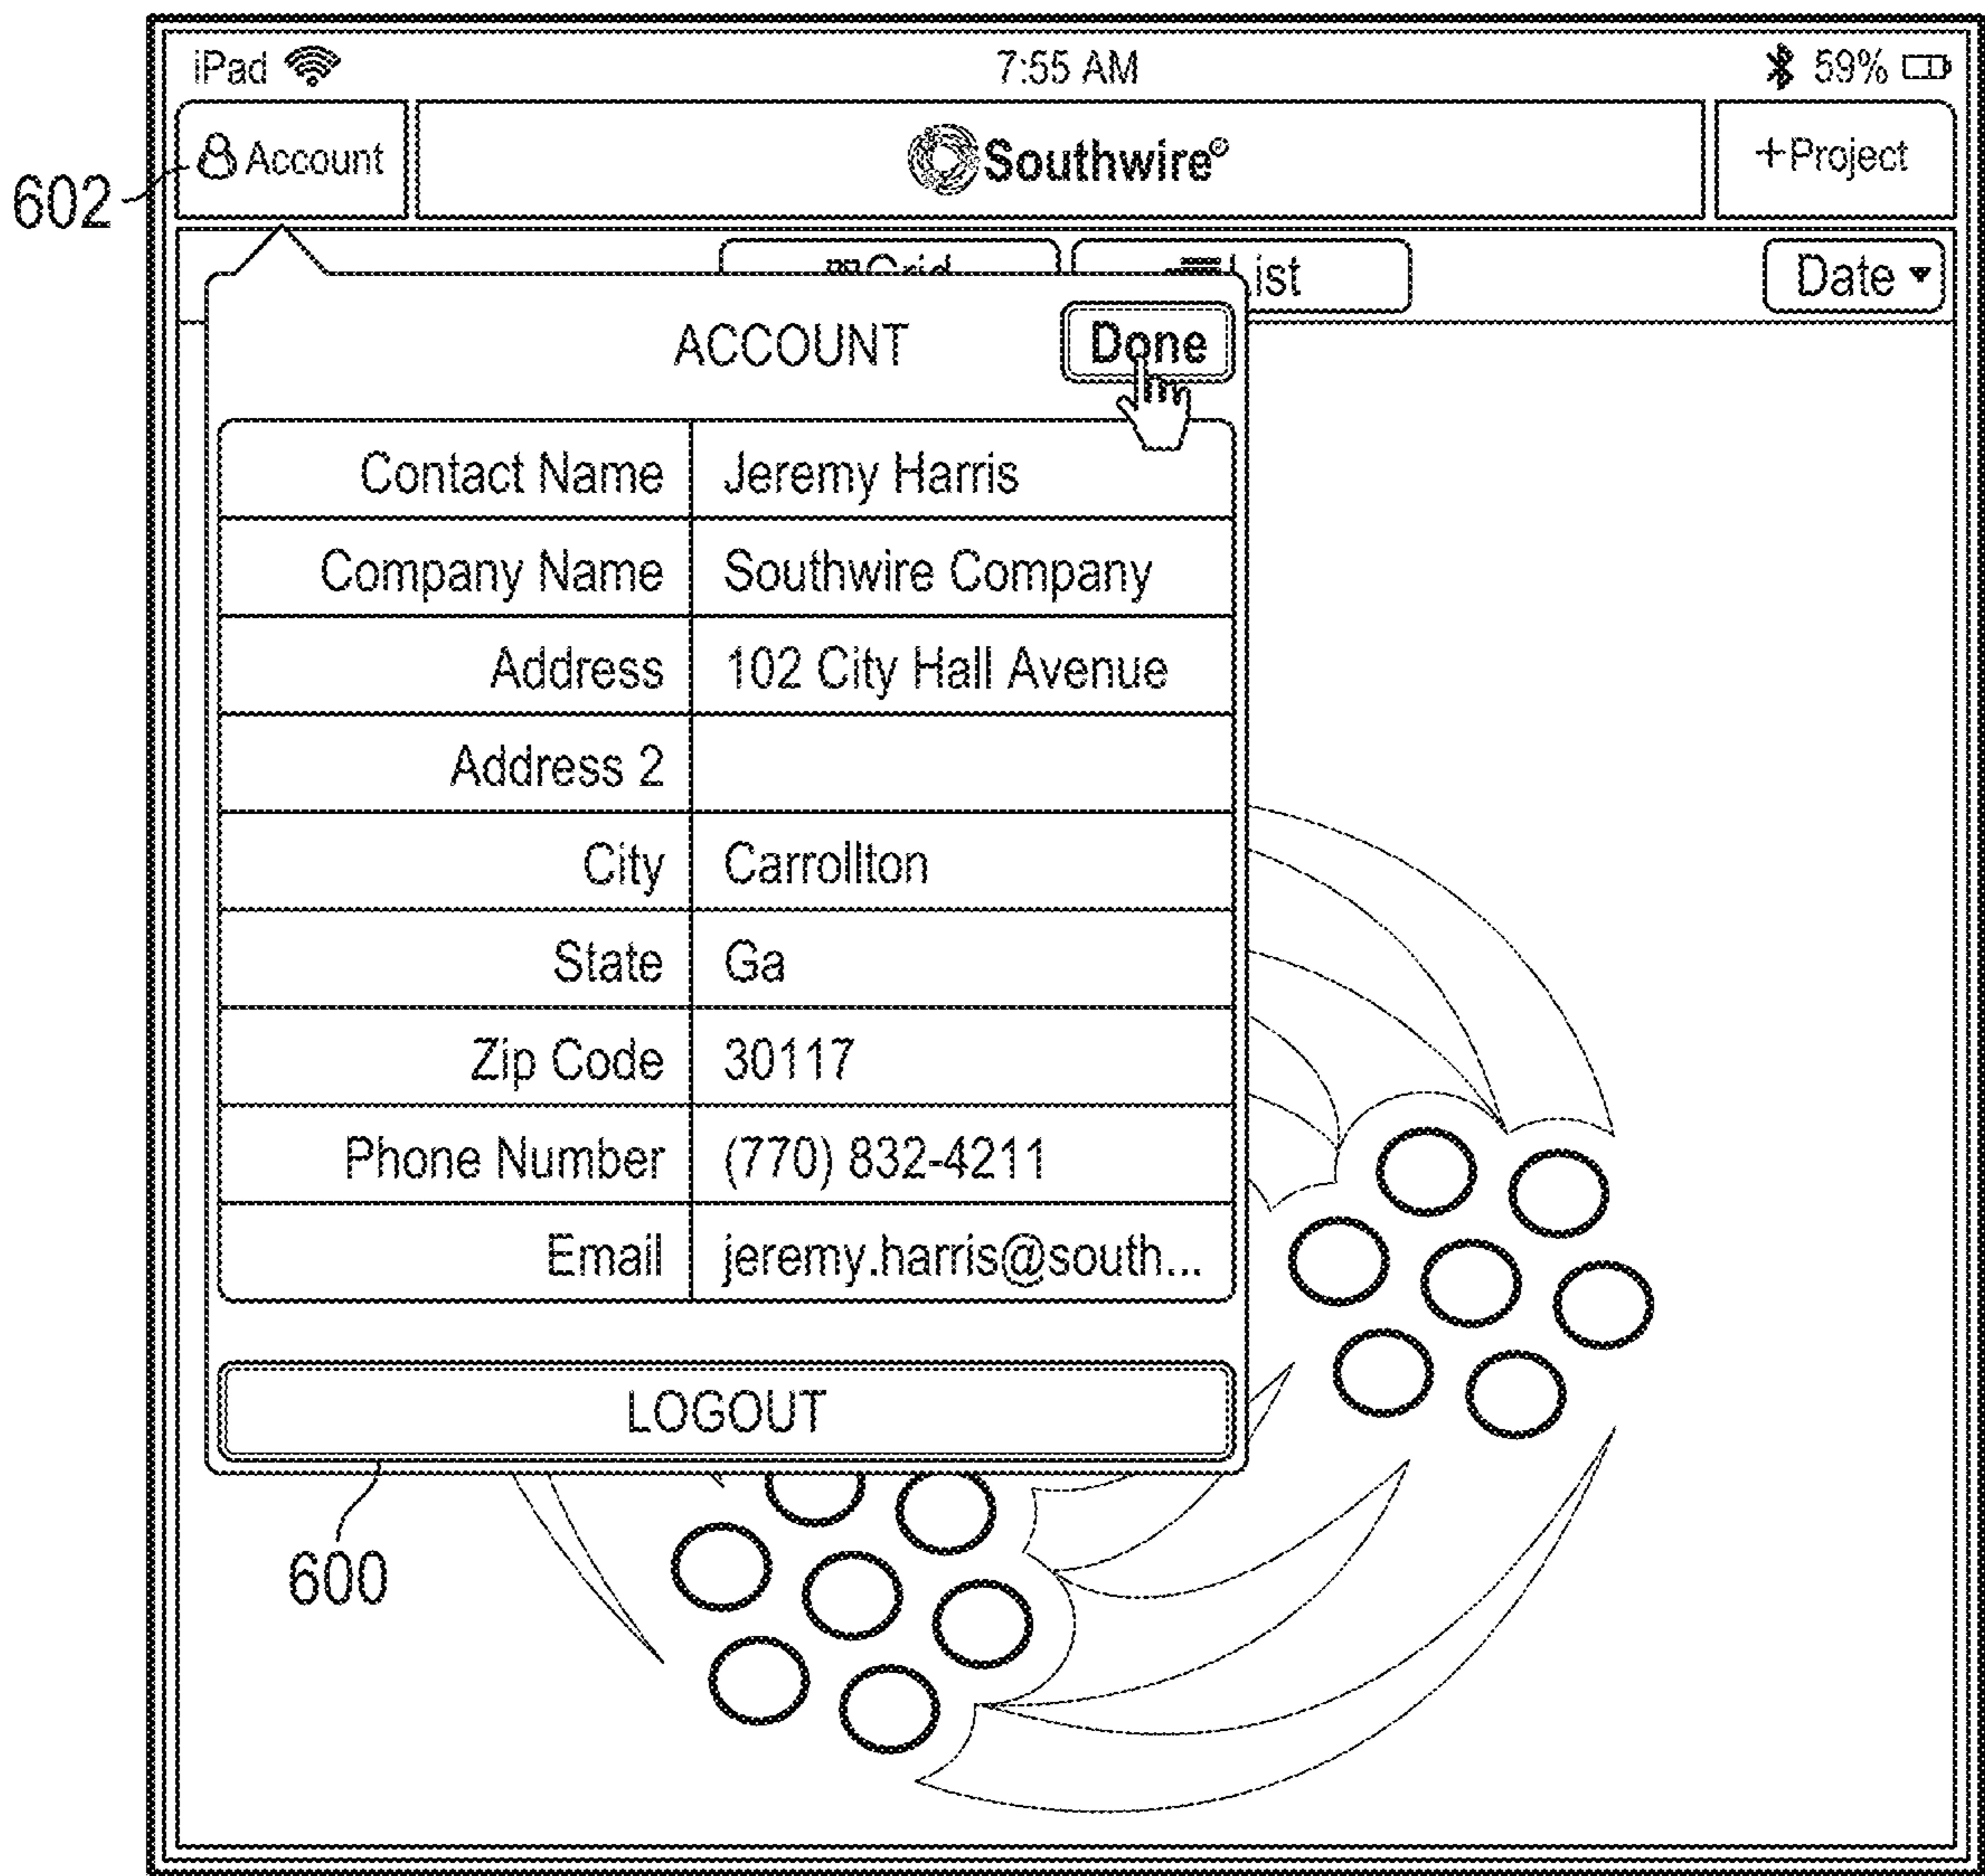 iPad 7:55 AM 59%
602 Account Southwire® +Project
Grid List Date
ACCOUNT Done
Contact Name Jeremy Harris
Company Name Southwire Company
Address 102 City Hall Avenue
Address 2
City Carrollton
State Ga
Zip Code 30117
Phone Number (770) 832-4211
Email jeremy.harris@south...
LOGOUT
600